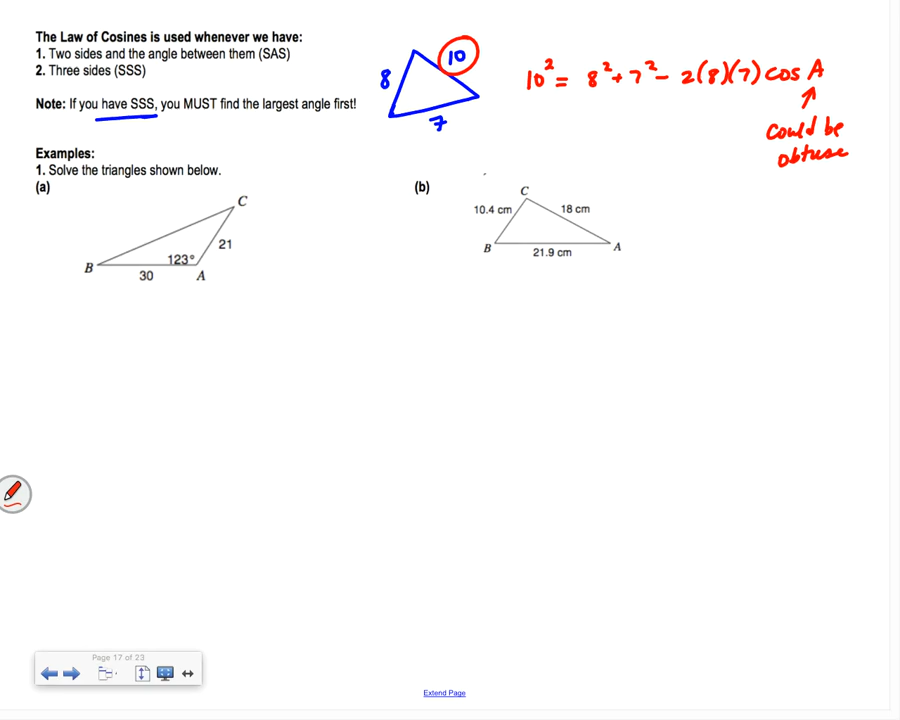 The Law of Cosines is used whenever we have:
1. Two sides and the angle between them (SAS)
2. Three sides (SSS)
Note: If you have SSS, you MUST find the largest angle first!
8
10
7
10² = 8² + 7² - 2(8)(7) cos A
↑
could be
obtuse
Examples:
1. Solve the triangles shown below.
(a)
C
21
123°
B
30
A
(b)
C
10.4 cm
18 cm
B
21.9 cm
A
Page 17 of 23
Extend Page